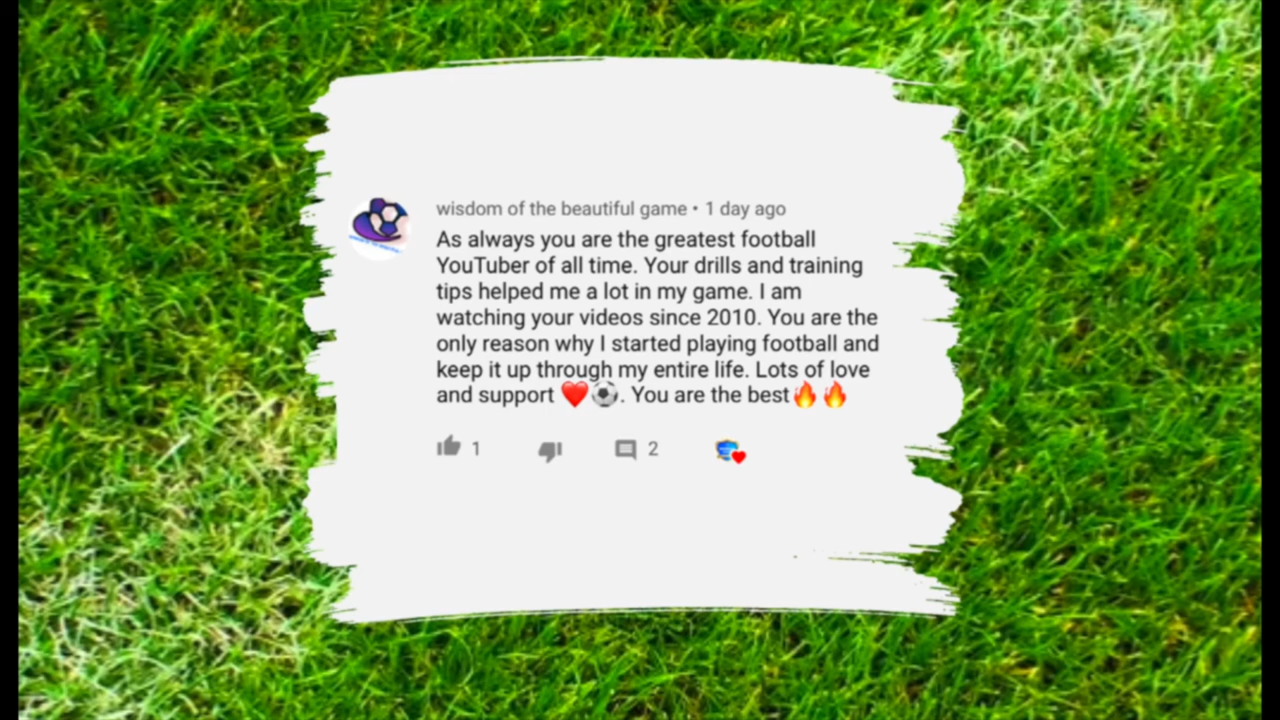 wisdom of the beautiful game • 1 day ago
As always you are the greatest football
YouTuber of all time. Your drills and training
tips helped me a lot in my game. I am
watching your videos since 2010. You are the
only reason why I started playing football and
keep it up through my entire life. Lots of love
and support ❤️⚽. You are the best🔥🔥
1 2